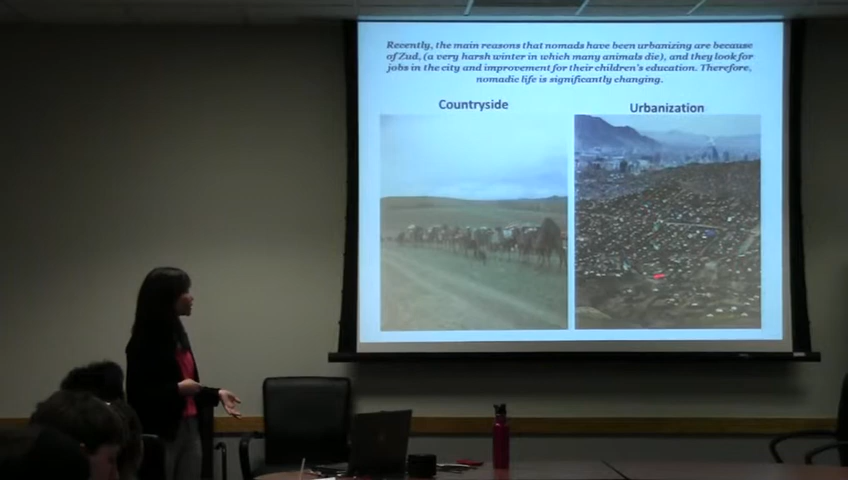 Recently, the main reasons that nomads have been urbanizing are because
of Zud, (a very harsh winter in which many animals die), and they look for
jobs in the city and improvement for their children's education. Therefore,
nomadic life is significantly changing.
Countryside
Urbanization